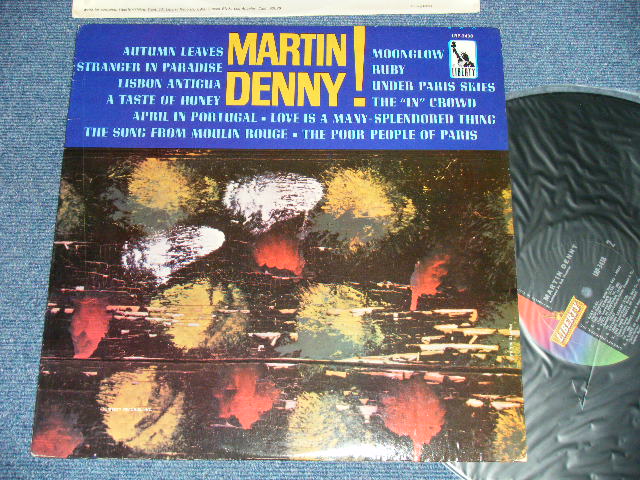 LRP-3438
LIBERTY
MARTIN
DENNY!
AUTUMN LEAVES
STRANGER IN PARADISE
LISBON ANTIGUA
A TASTE OF HONEY
MOONGLOW
RUBY
UNDER PARIS SKIES
THE "IN" CROWD
APRIL IN PORTUGAL • LOVE IS A MANY-SPLENDORED THING
THE SONG FROM MOULIN ROUGE • THE POOR PEOPLE OF PARIS
MARTIN DENNY
2
LIBERTY